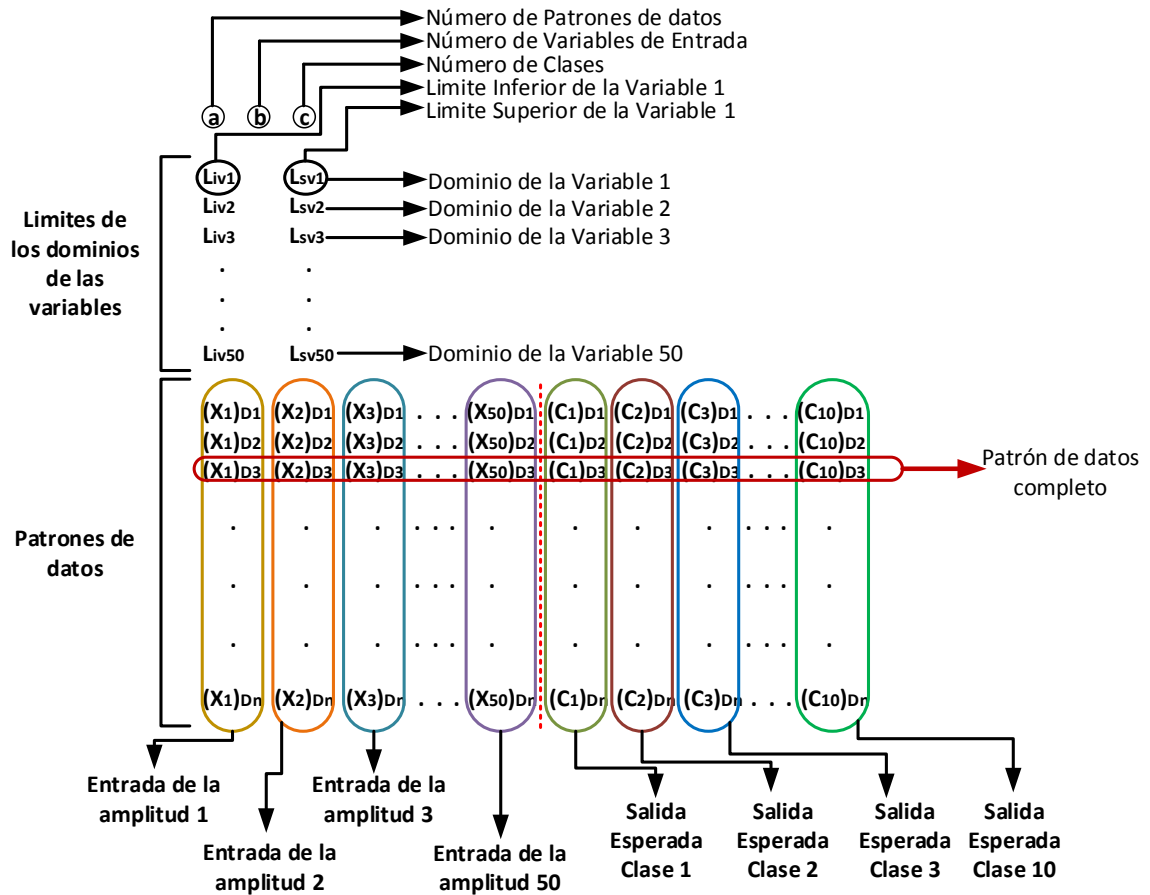 Número de Patrones de datos
Número de Variables de Entrada
Número de Clases
Limite Inferior de la Variable 1
Limite Superior de la Variable 1
a b c
Liv1 Lsv1 Dominio de la Variable 1
Liv2 Lsv2 Dominio de la Variable 2
Liv3 Lsv3 Dominio de la Variable 3
. .
. .
. .
Liv50 Lsv50 Dominio de la Variable 50
Limites de
los dominios
de las
variables
(X1)D1 (X2)D1 (X3)D1 . . . (X50)D1 (C1)D1 (C2)D1 (C3)D1 . . . (C10)D1
(X1)D2 (X2)D2 (X3)D2 . . . (X50)D2 (C1)D2 (C2)D2 (C3)D2 . . . (C10)D2
(X1)D3 (X2)D3 (X3)D3 . . . (X50)D3 (C1)D3 (C2)D3 (C3)D3 . . . (C10)D3
Patrón de datos
completo
. . . . . . . . . . . . . .
. . . . . . . . . . . . . .
. . . . . . . . . . . . . .
(X1)Dn (X2)Dn (X3)Dn . . . (X50)Dn (C1)Dn (C2)Dn (C3)Dn . . . (C10)Dn
Patrones de
datos
Entrada de la
amplitud 1
Entrada de la
amplitud 2
Entrada de la
amplitud 3
Entrada de la
amplitud 50
Salida
Esperada
Clase 1
Salida
Esperada
Clase 2
Salida
Esperada
Clase 3
Salida
Esperada
Clase 10